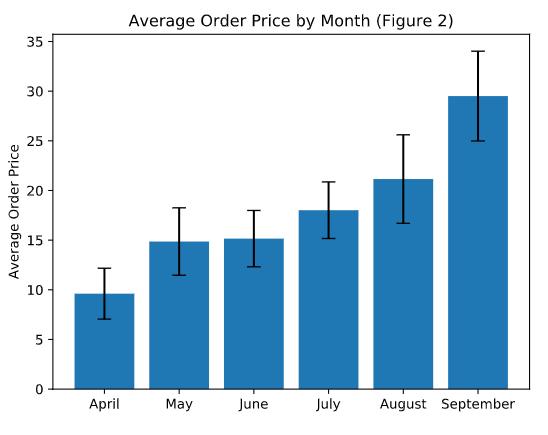 Average Order Price by Month (Figure 2)
Average Order Price
35
30
25
20
15
10
5
0
April May June July August September